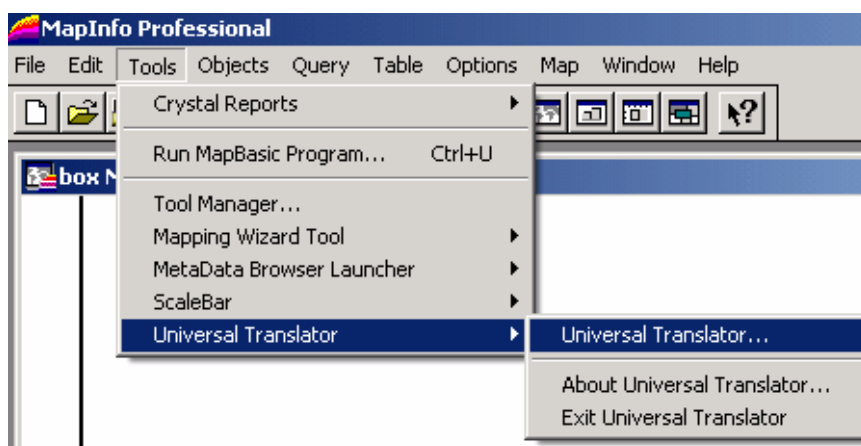 MapInfo Professional
File Edit Tools Objects Query Table Options Map Window Help
Crystal Reports
Run MapBasic Program... Ctrl+U
box M
Tool Manager...
Mapping Wizard Tool
MetaData Browser Launcher
ScaleBar
Universal Translator
Universal Translator...
About Universal Translator...
Exit Universal Translator